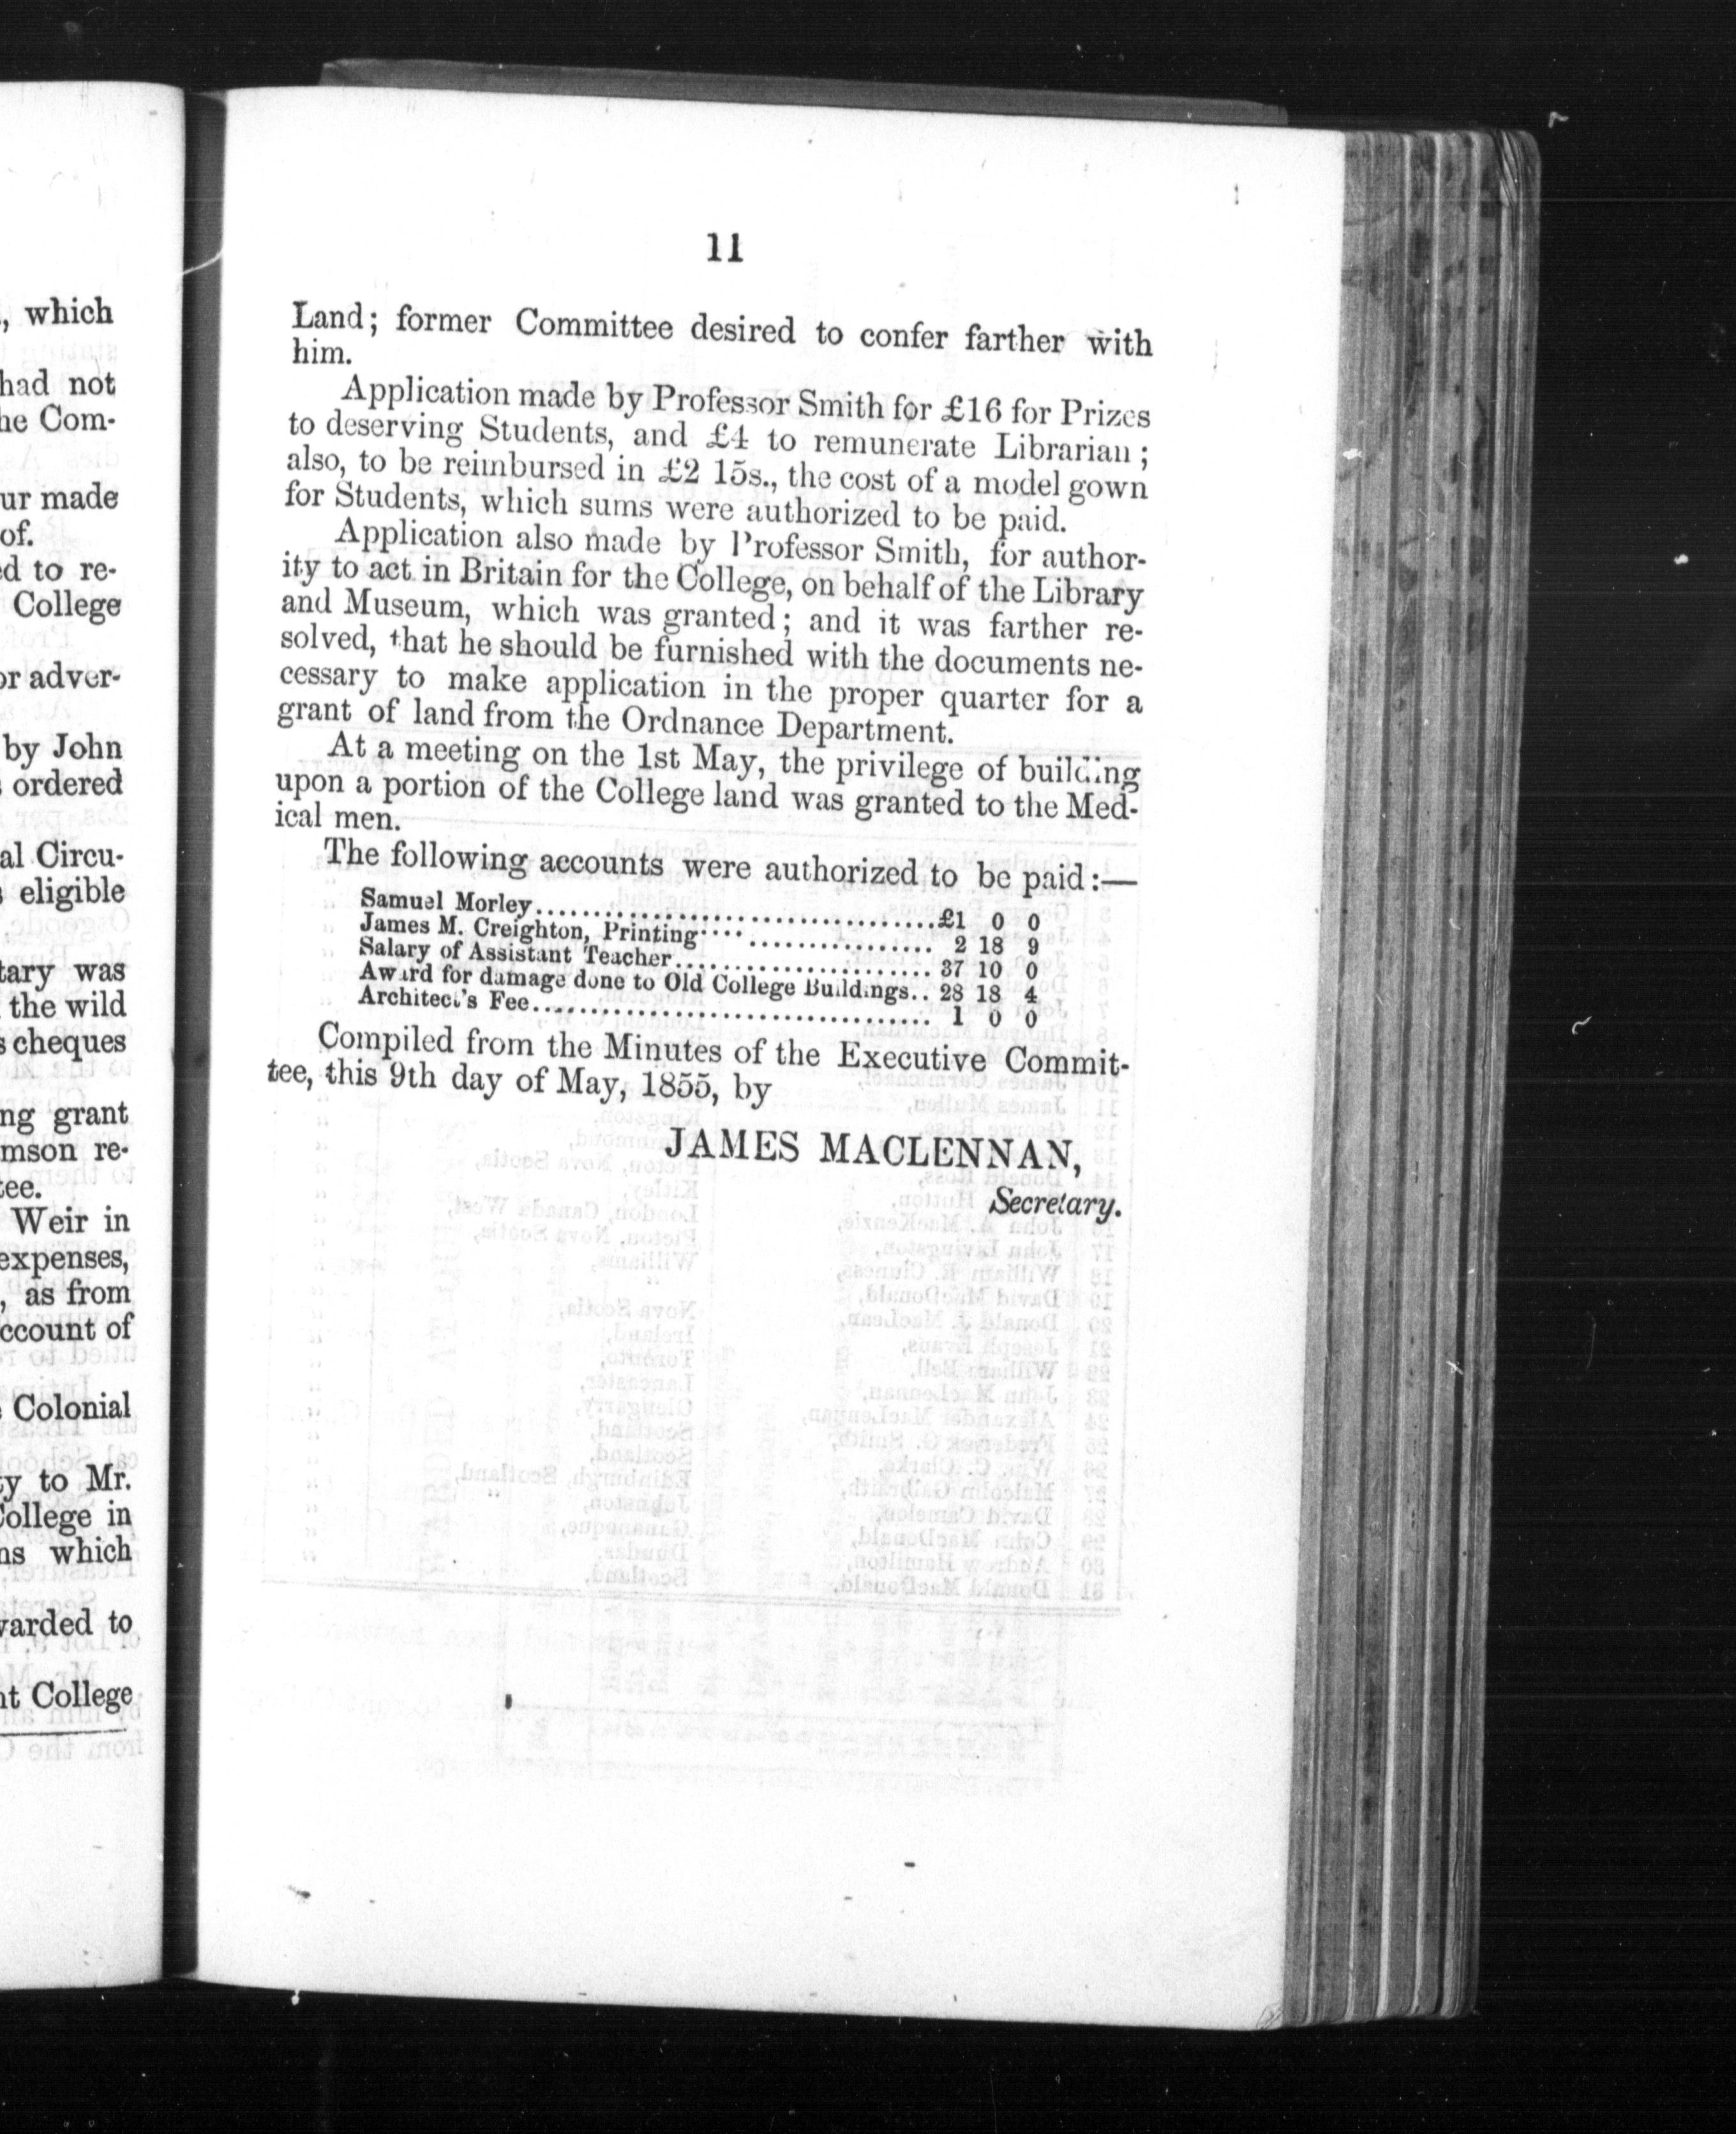 , which
had not
he Com-
ur made
of.
ed to re-
College
or adver-
by John
ordered
al Circu-
eligible
tary was
the wild
s cheques
ng grant
mson re-
tee.
Weir in
expenses,
, as from
ccount of
Colonial
ty to Mr.
College in
ns which
warded to
nt College
11
Land; former Committee desired to confer farther with
him.
Application made by Professor Smith for £16 for Prizes
to deserving Students, and £4 to remunerate Librarian;
also, to be reimbursed in £2 15s., the cost of a model gown
for Students, which sums were authorized to be paid.
Application also made by Professor Smith, for author-
ity to act in Britain for the College, on behalf of the Library
and Museum, which was granted; and it was farther re-
solved, that he should be furnished with the documents ne-
cessary to make application in the proper quarter for a
grant of land from the Ordnance Department.
At a meeting on the 1st May, the privilege of building
upon a portion of the College land was granted to the Med-
ical men.
The following accounts were authorized to be paid:—
Samuel Morley........................................£1 0 0
James M. Creighton, Printing...................... 2 18 9
Salary of Assistant Teacher.......................... 37 10 0
Award for damage done to Old College Buildings.. 28 18 4
Architect's Fee........................................ 1 0 0
Compiled from the Minutes of the Executive Commit-
tee, this 9th day of May, 1855, by
JAMES MACLENNAN,
Secretary.